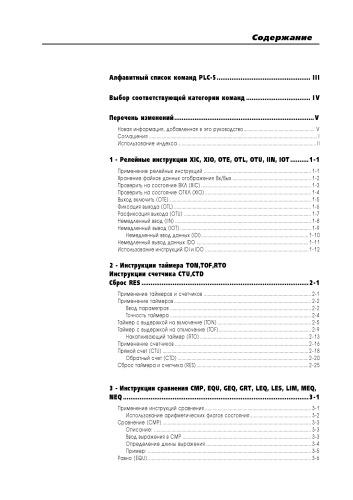 Содержание
Алфавитный список команд PLC-5 ... III
Выбор соответствующей категории команд ... IV
Перечень изменений ... V
Новая информация, добавленная в это руководство ... V
Соглашения ... I
Использование индекса ... II
1 - Релейные инструкции XIC, XIO, OTE, OTL, OTU, IIN, IOT ... 1-1
Применение релейных инструкций ... 1-1
Хранение файлов данных отображения Вх/Вых ... 1-2
Проверить на состояние ВКЛ (XIC) ... 1-3
Проверить на состояние ОТКЛ (XIO) ... 1-4
Выход включить (OTE) ... 1-5
Фиксация выхода (OTL) ... 1-6
Расфиксация выхода (OTU) ... 1-7
Немедленный ввод (IIN) ... 1-8
Немедленный вывод (IOT) ... 1-9
Немедленный ввод данных (IDI) ... 1-10
Немедленный вывод данных IDO ... 1-11
Использование инструкций IDI и IDO ... 1-12
2 - Инструкции таймера TON,TOF,RTO
Инструкции счетчика CTU,CTD
Сброс RES ... 2-1
Применение таймеров и счетчиков ... 2-1
Применение таймеров ... 2-2
Ввод параметров ... 2-2
Точность таймера ... 2-4
Таймер с выдержкой на включение (TON) ... 2-5
Таймер с выдержкой на отключение (TOF) ... 2-9
Накапливающий таймер (RTO) ... 2-13
Применение счетчиков ... 2-16
Прямой счет (CTU) ... 2-18
Обратный счет (CTD) ... 2-20
Сброс таймера и счетчика (RES) ... 2-25
3 - Инструкции сравнения CMP, EQU, GEQ, GRT, LEQ, LES, LIM, MEQ,
NEQ ... 3-1
Применение инструкций сравнения ... 3-1
Использование арифметических флагов состояния ... 3-2
Сравнение (CMP) ... 3-3
Описание: ... 3-3
Ввод выражения в CMP ... 3-3
Определение длины выражения ... 3-4
Пример: ... 3-5
Равно (EQU) ... 3-6